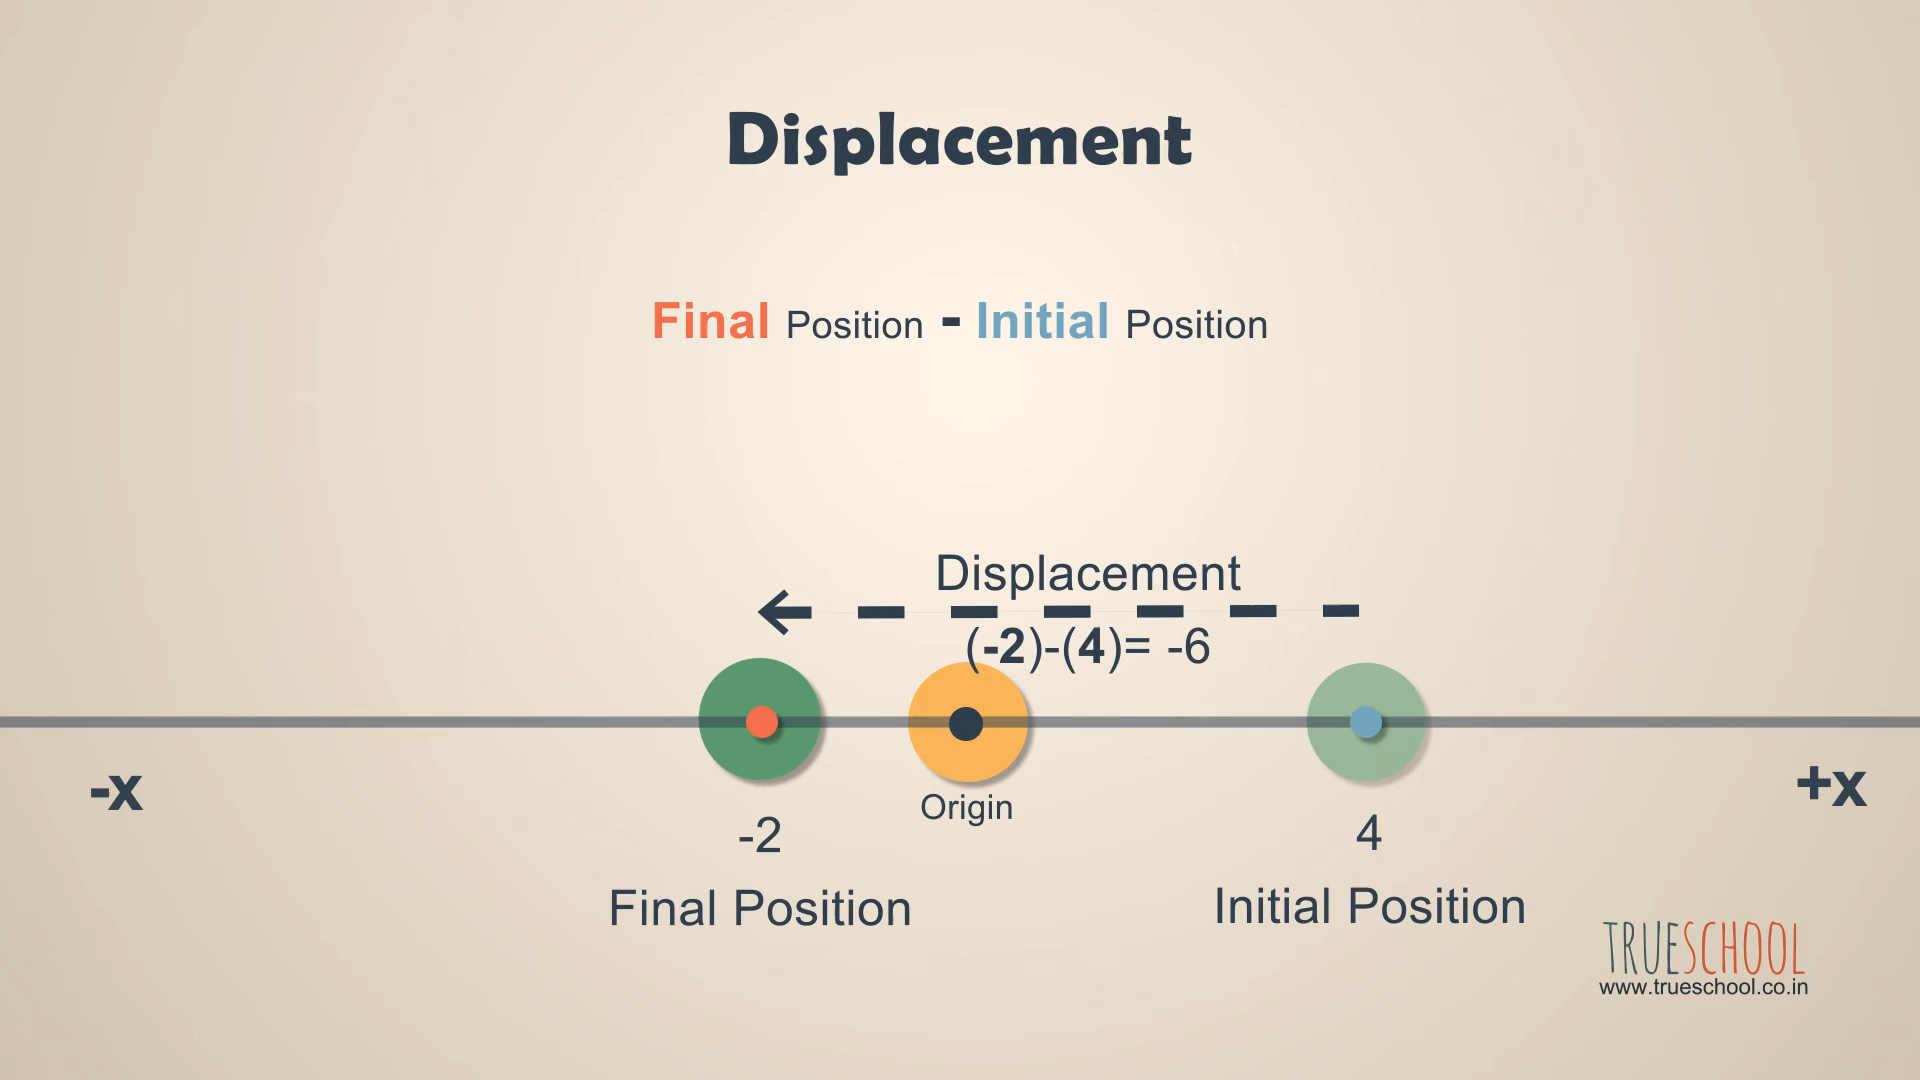 Displacement
Final Position - Initial Position
Displacement
(-2)-(4)= -6
-x
+x
Origin
-2
4
Final Position
Initial Position
TRUESCHOOL
www.trueschool.co.in